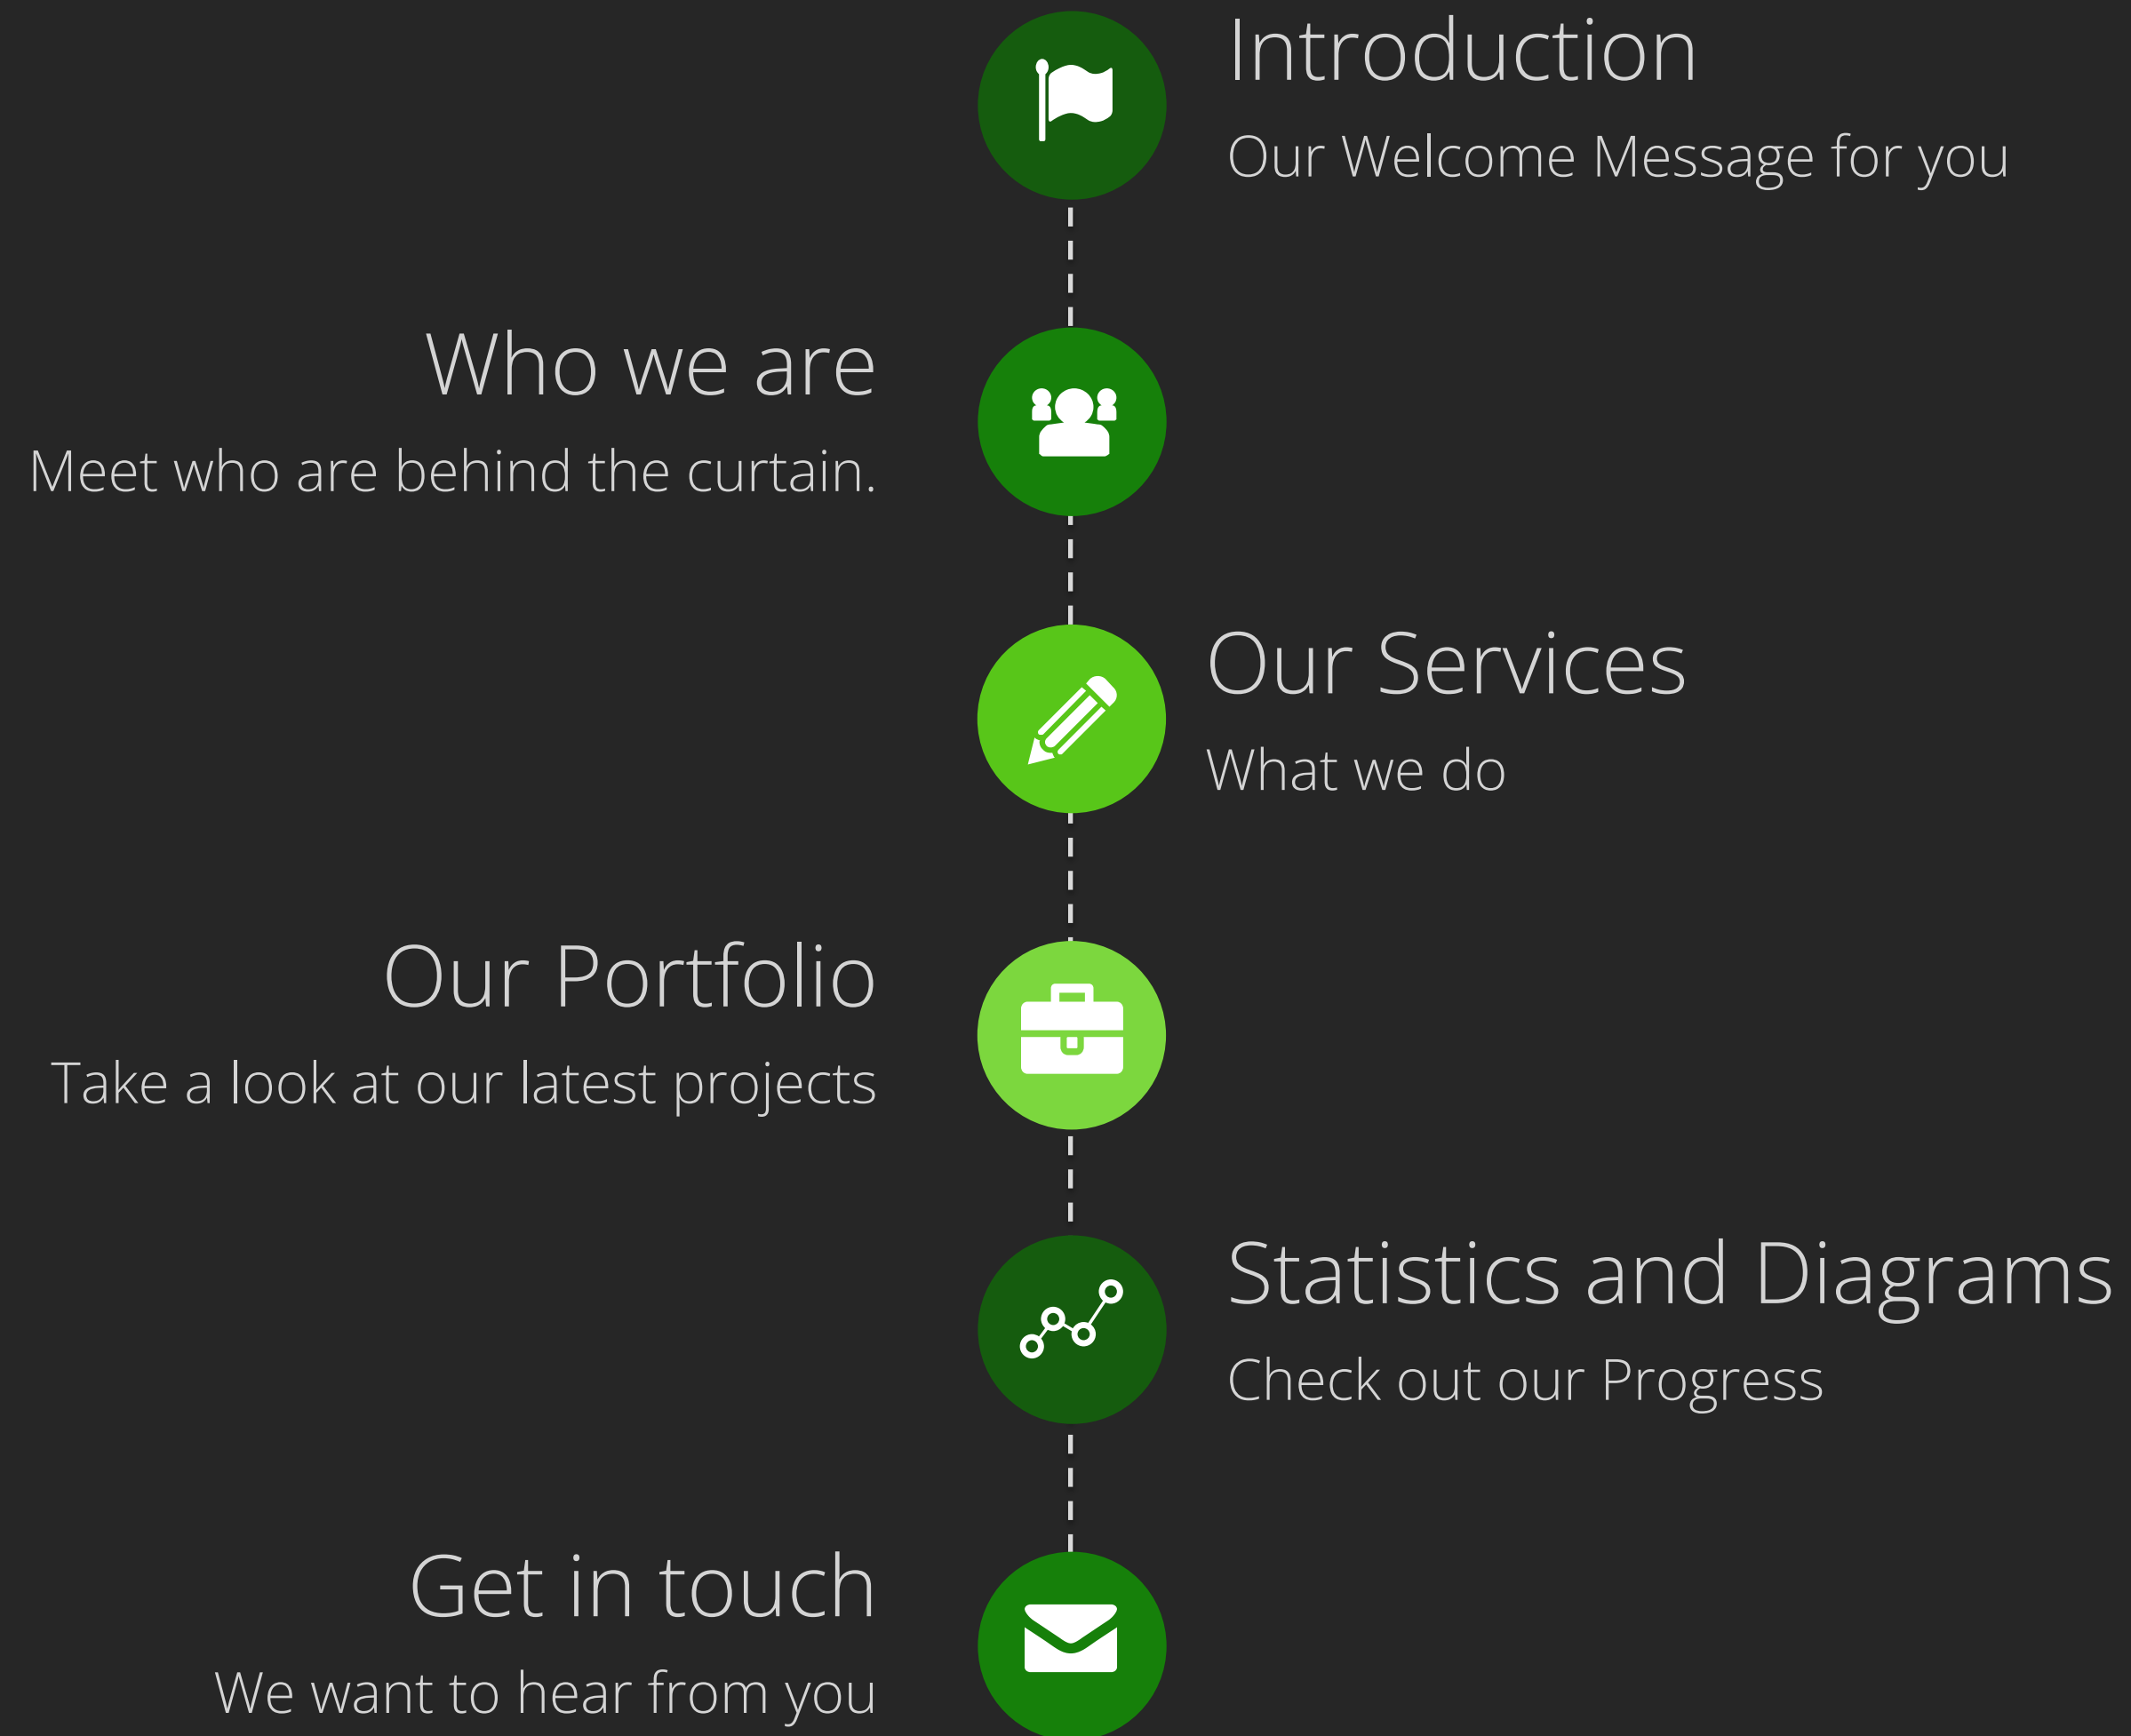 Introduction
Our Welcome Message for you
Who we are
Meet who are behind the curtain.
Our Services
What we do
Our Portfolio
Take a look at our latest projects
Statistics and Diagrams
Check out our Progress
Get in touch
We want to hear from you